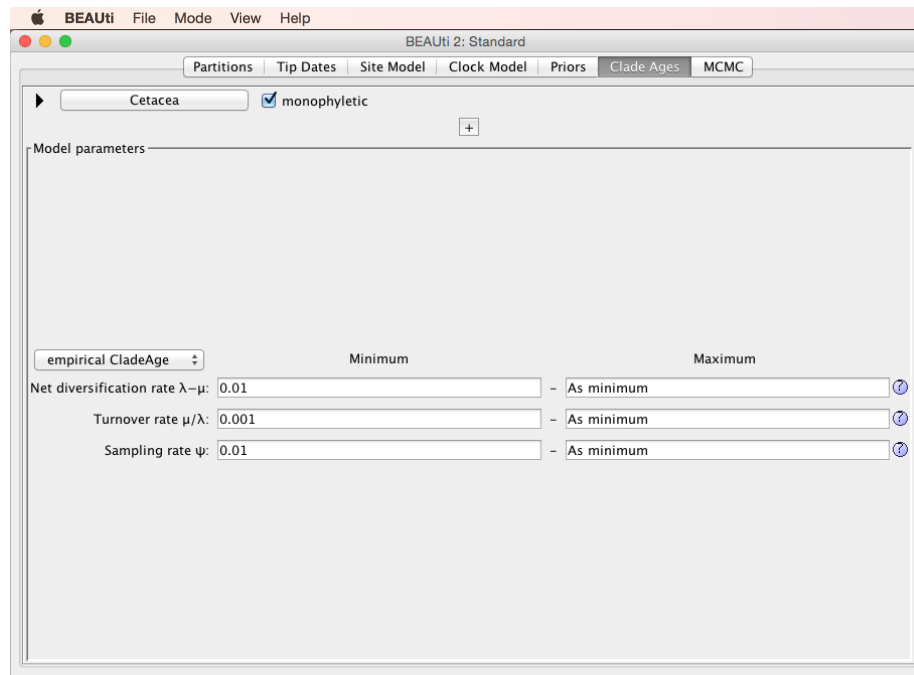 BEAUti File Mode View Help
BEAUti 2: Standard
Partitions Tip Dates Site Model Clock Model Priors Clade Ages MCMC
Cetacea monophyletic
+
Model parameters
empirical CladeAge Minimum Maximum
Net diversification rate λ−μ: 0.01 – As minimum ?
Turnover rate μ/λ: 0.001 – As minimum ?
Sampling rate ψ: 0.01 – As minimum ?